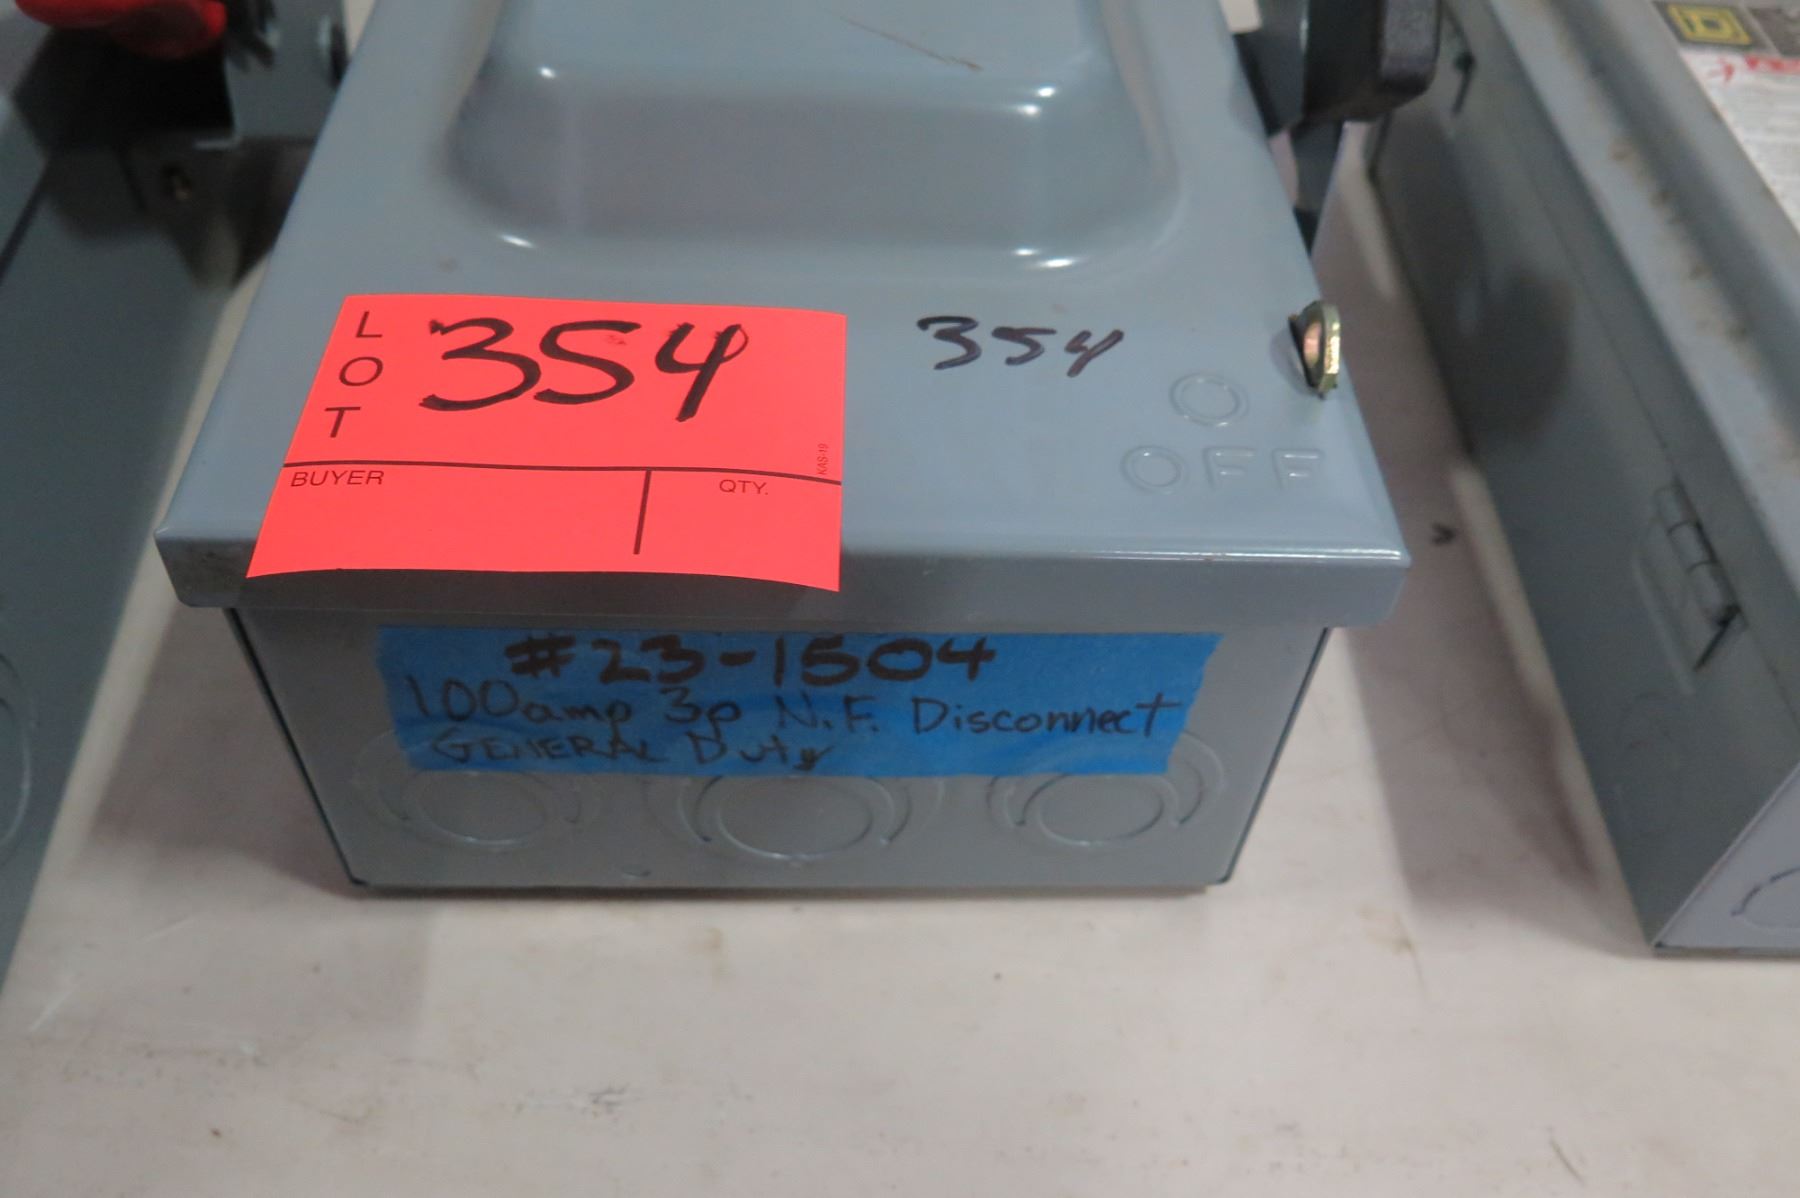 LOT 354
354
KAS-19
BUYER QTY.
OFF
#23-1504
100amp 3p N.F. Disconnect
GENERAL Duty